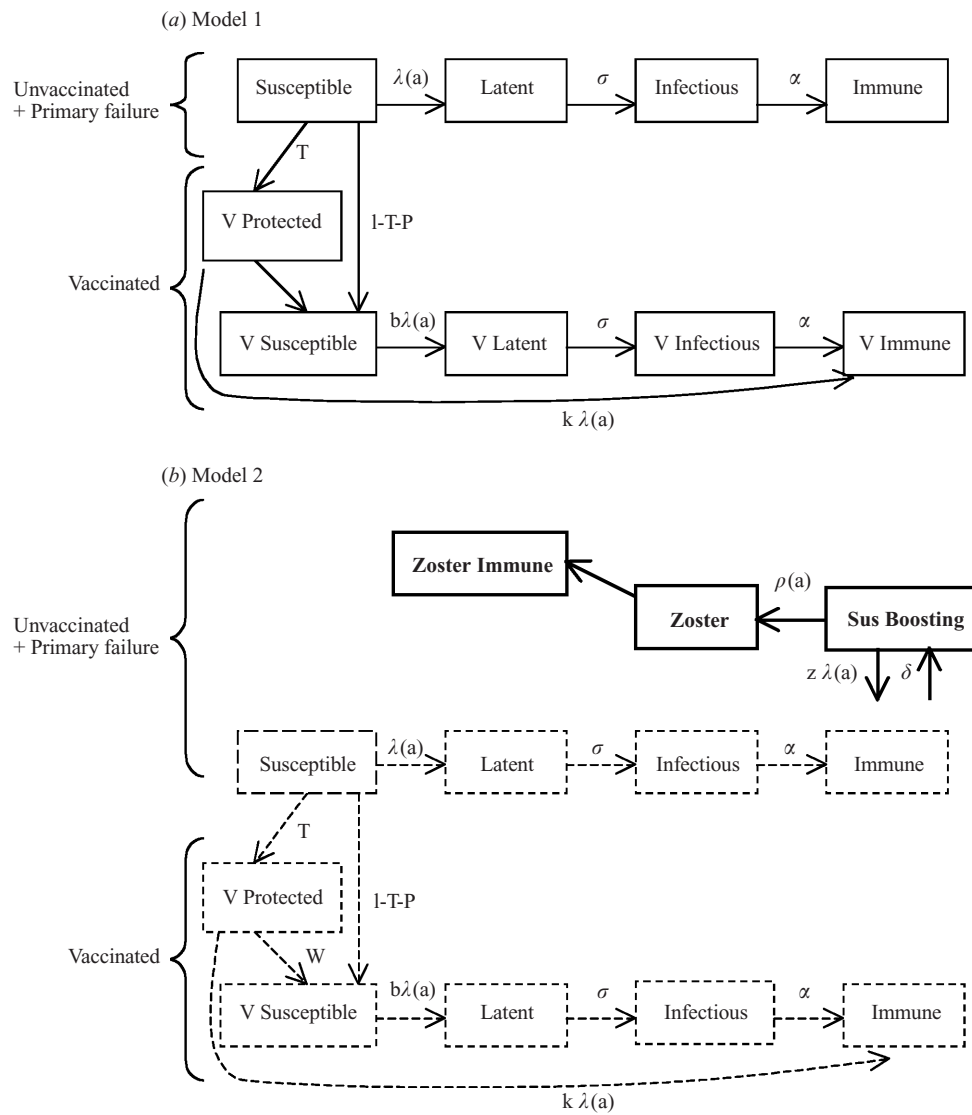 (a) Model 1
Unvaccinated
+ Primary failure
Susceptible
λ(a)
Latent
σ
Infectious
α
Immune
T
V Protected
l-T-P
Vaccinated
V Susceptible
bλ(a)
V Latent
σ
V Infectious
α
V Immune
k λ(a)
(b) Model 2
Unvaccinated
+ Primary failure
Zoster Immune
Zoster
ρ(a)
Sus Boosting
z λ(a)
δ
Susceptible
λ(a)
Latent
σ
Infectious
α
Immune
T
V Protected
l-T-P
Vaccinated
W
V Susceptible
bλ(a)
Latent
σ
Infectious
α
Immune
k λ(a)